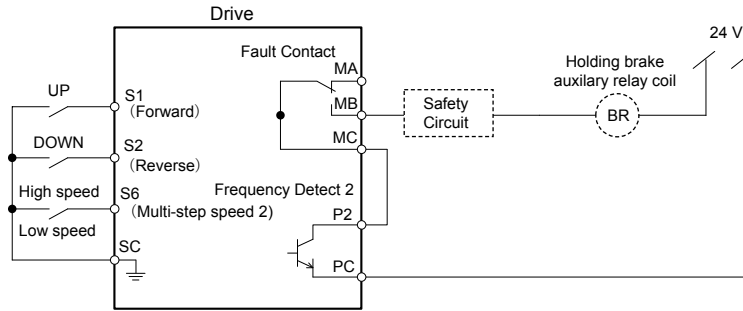 Drive
24 V
Fault Contact
Holding brake
auxilary relay coil
MA
UP
S1
(Forward)
MB
Safety
Circuit
BR
MC
DOWN
S2
(Reverse)
High speed
S6
Frequency Detect 2
(Multi-step speed 2)
P2
Low speed
SC
PC